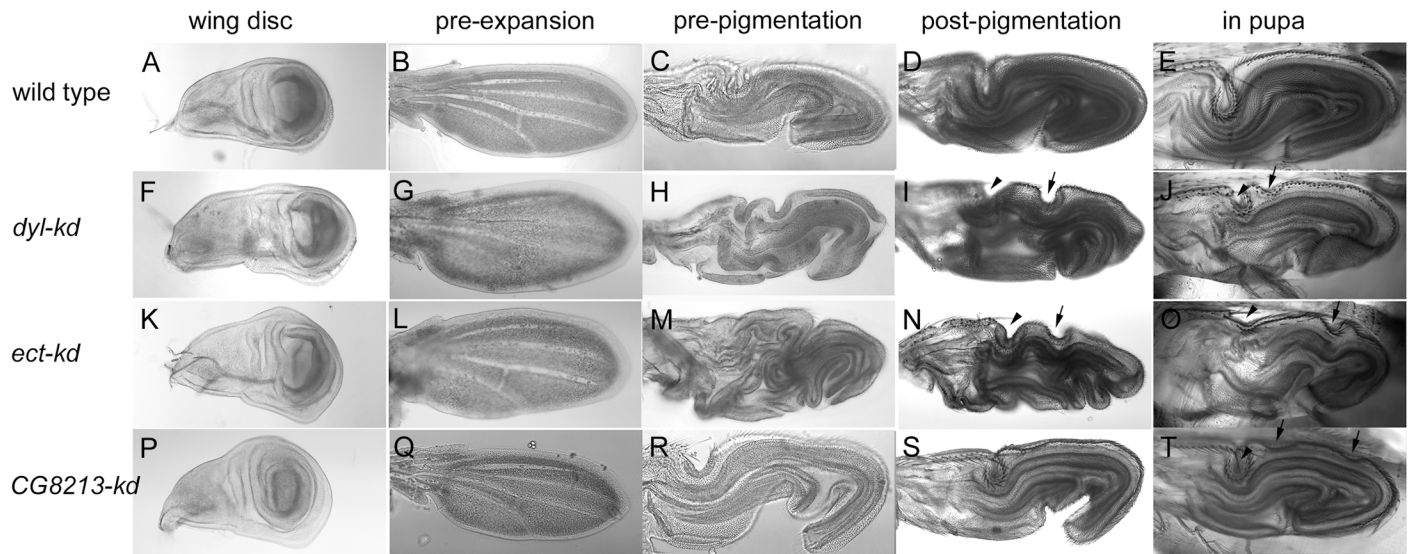 wing disc pre-expansion pre-pigmentation post-pigmentation in pupa
wild type A B C D E
dyl-kd F G H I J
ect-kd K L M N O
CG8213-kd P Q R S T